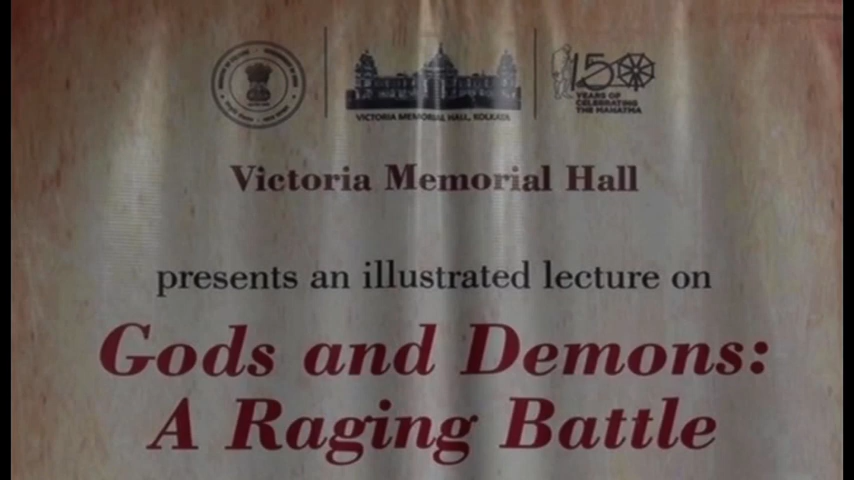 150
YEARS OF
CELEBRATING
THE MAHATMA
VICTORIA MEMORIAL HALL, KOLKATA
Victoria Memorial Hall
presents an illustrated lecture on
Gods and Demons:
A Raging Battle